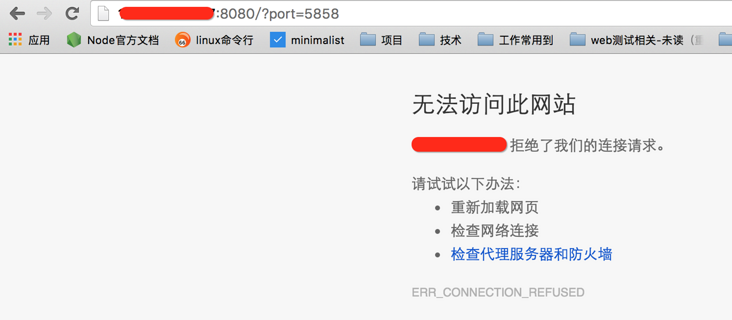 :8080/?port=5858
应用 Node官方文档 linux命令行 minimalist 项目 技术 工作常用到 web测试相关-未读
无法访问此网站
拒绝了我们的连接请求。
请试试以下办法：
• 重新加载网页
• 检查网络连接
• 检查代理服务器和防火墙
ERR_CONNECTION_REFUSED